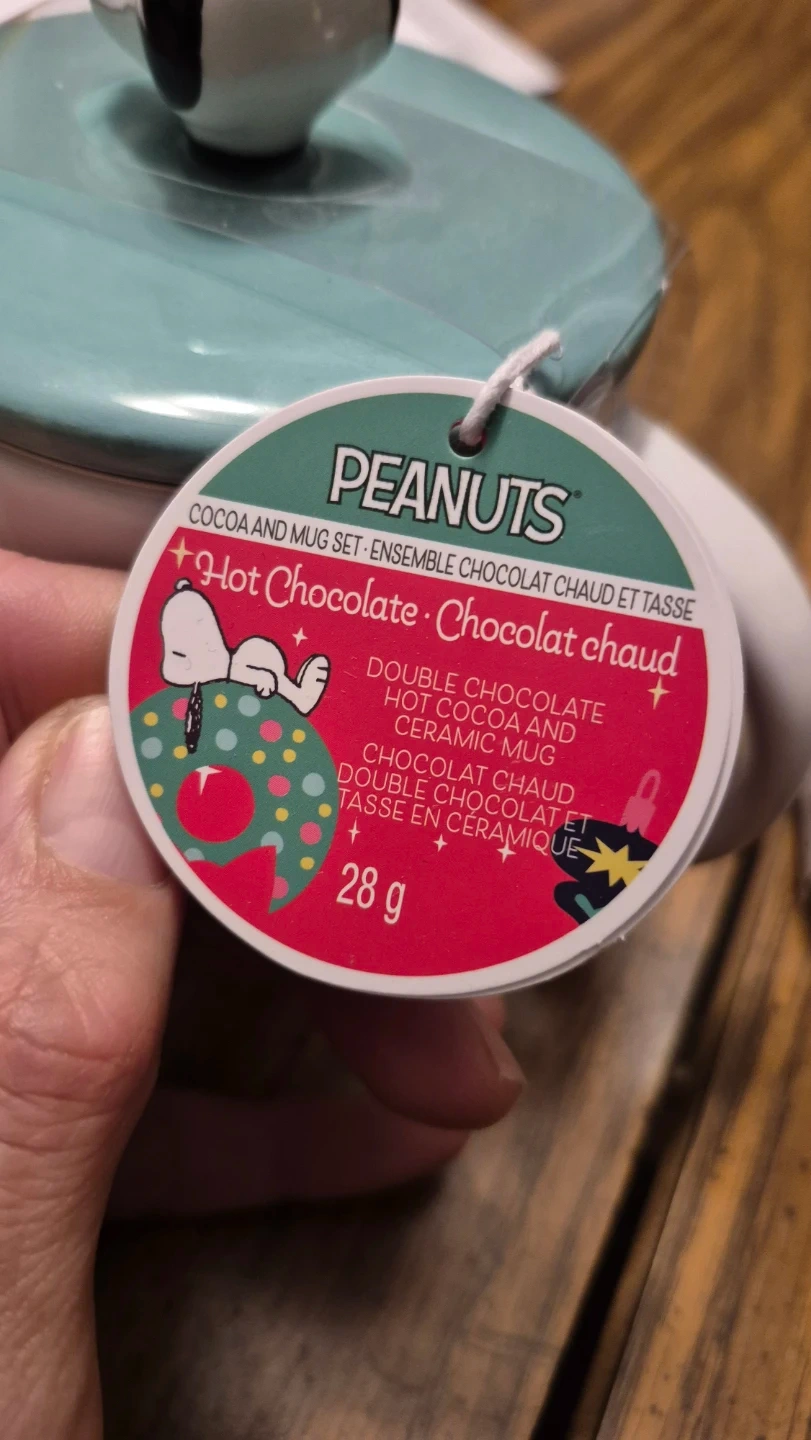 PEANUTS®
COCOA AND MUG SET · ENSEMBLE CHOCOLAT CHAUD ET TASSE
Hot Chocolate · Chocolat chaud
DOUBLE CHOCOLATE
HOT COCOA AND
CERAMIC MUG
CHOCOLAT CHAUD
DOUBLE CHOCOLAT ET
TASSE EN CÉRAMIQUE
28 g